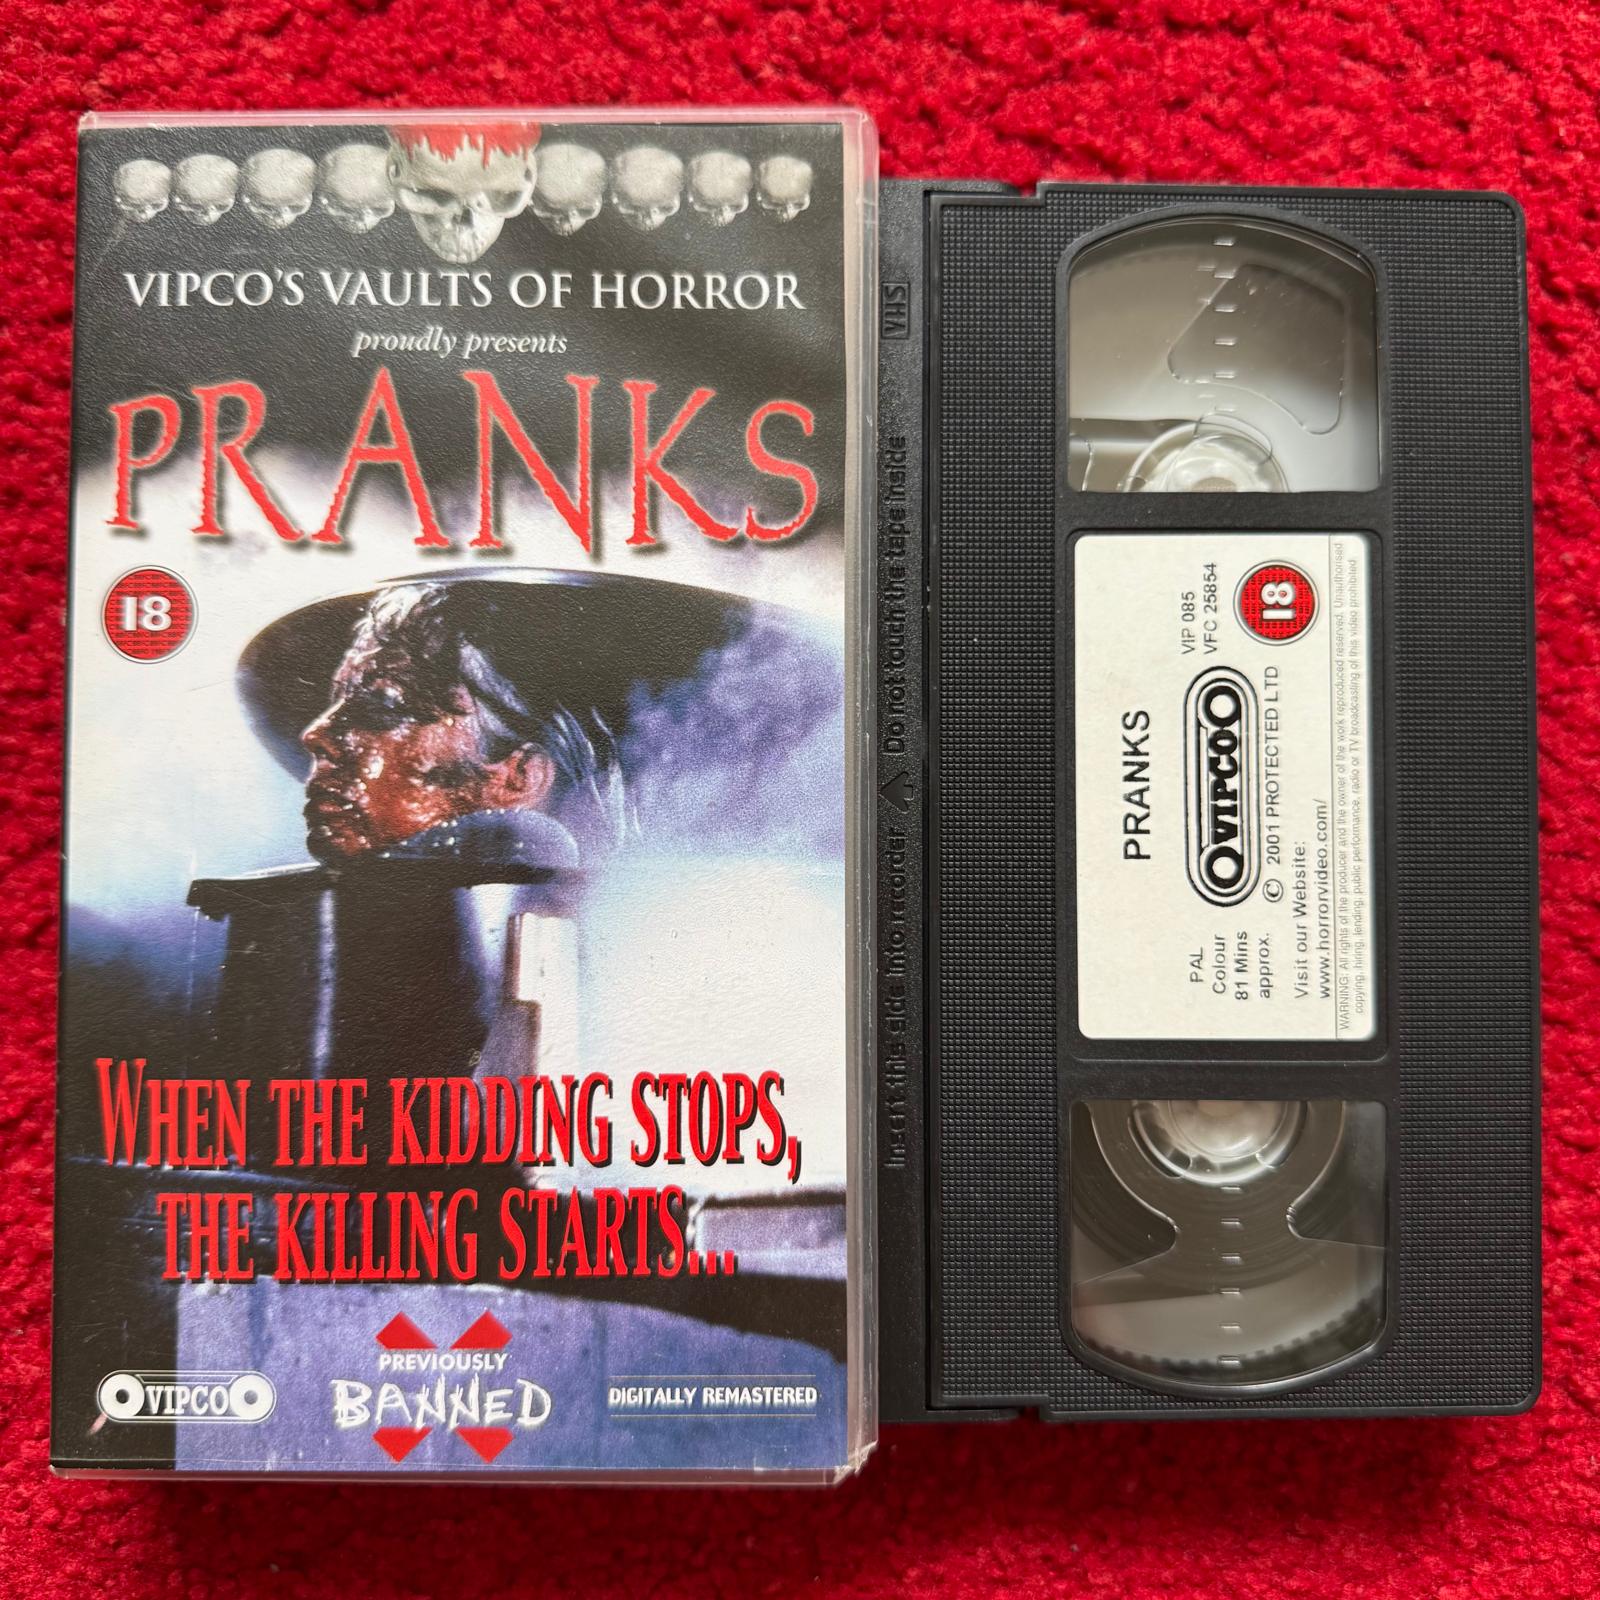 VIPCO'S VAULTS OF HORROR
proudly presents
PRANKS
18
WHEN THE KIDDING STOPS,
THE KILLING STARTS...
VIPCO
PREVIOUSLY
BANNED
DIGITALLY REMASTERED
VHS
Insert this side into recorder
Do not touch the tape inside
PRANKS
VIP 085
VFC 25854
18
VIPCO
© 2001 PROTECTED LTD
PAL
Colour
81 Mins
approx.
Visit our Website:
www.horrorvideo.com/
WARNING: All rights of the producer and the owner of the work reproduced reserved. Unauthorised
copying, hiring, lending, public performance, radio or TV broadcasting of this video prohibited